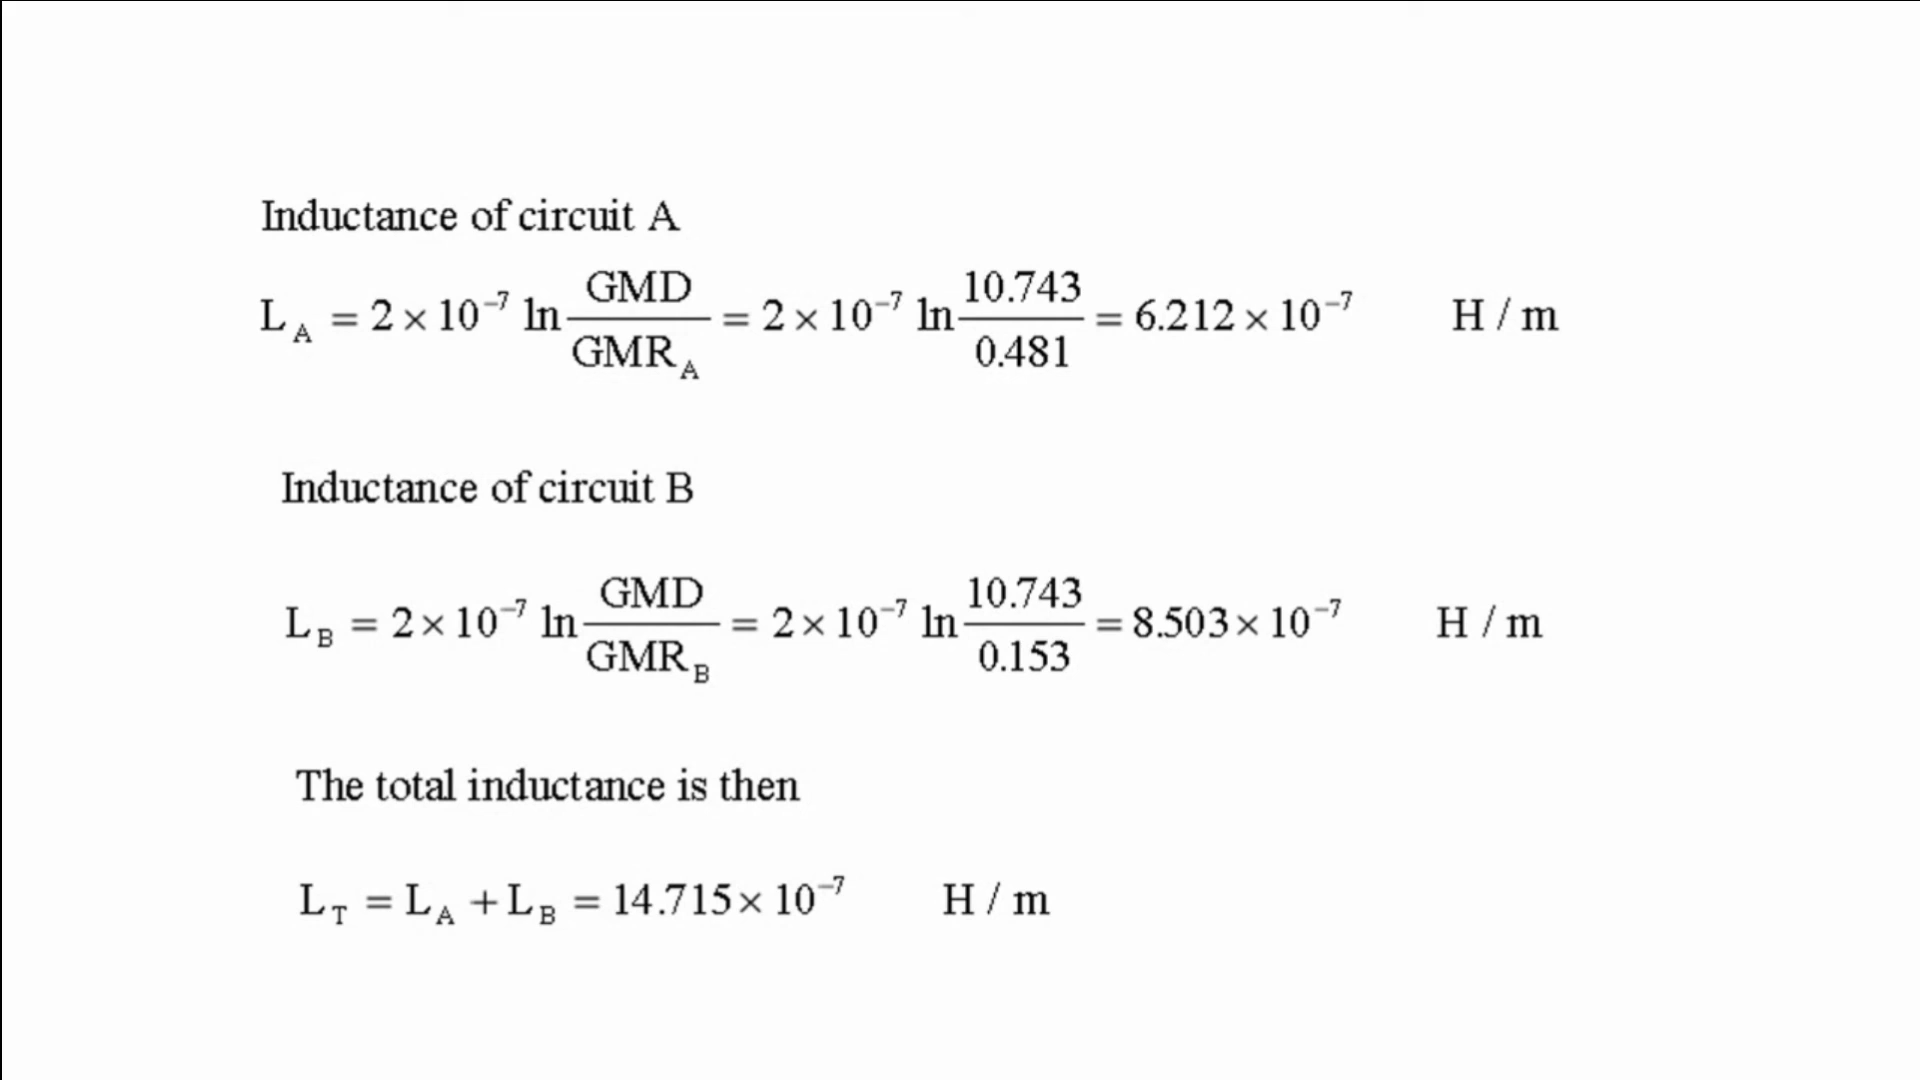 Inductance of circuit A
L_A = 2 × 10^-7 ln GMD/GMR_A = 2 × 10^-7 ln 10.743/0.481 = 6.212 × 10^-7 H / m
Inductance of circuit B
L_B = 2 × 10^-7 ln GMD/GMR_B = 2 × 10^-7 ln 10.743/0.153 = 8.503 × 10^-7 H / m
The total inductance is then
L_T = L_A + L_B = 14.715 × 10^-7 H / m